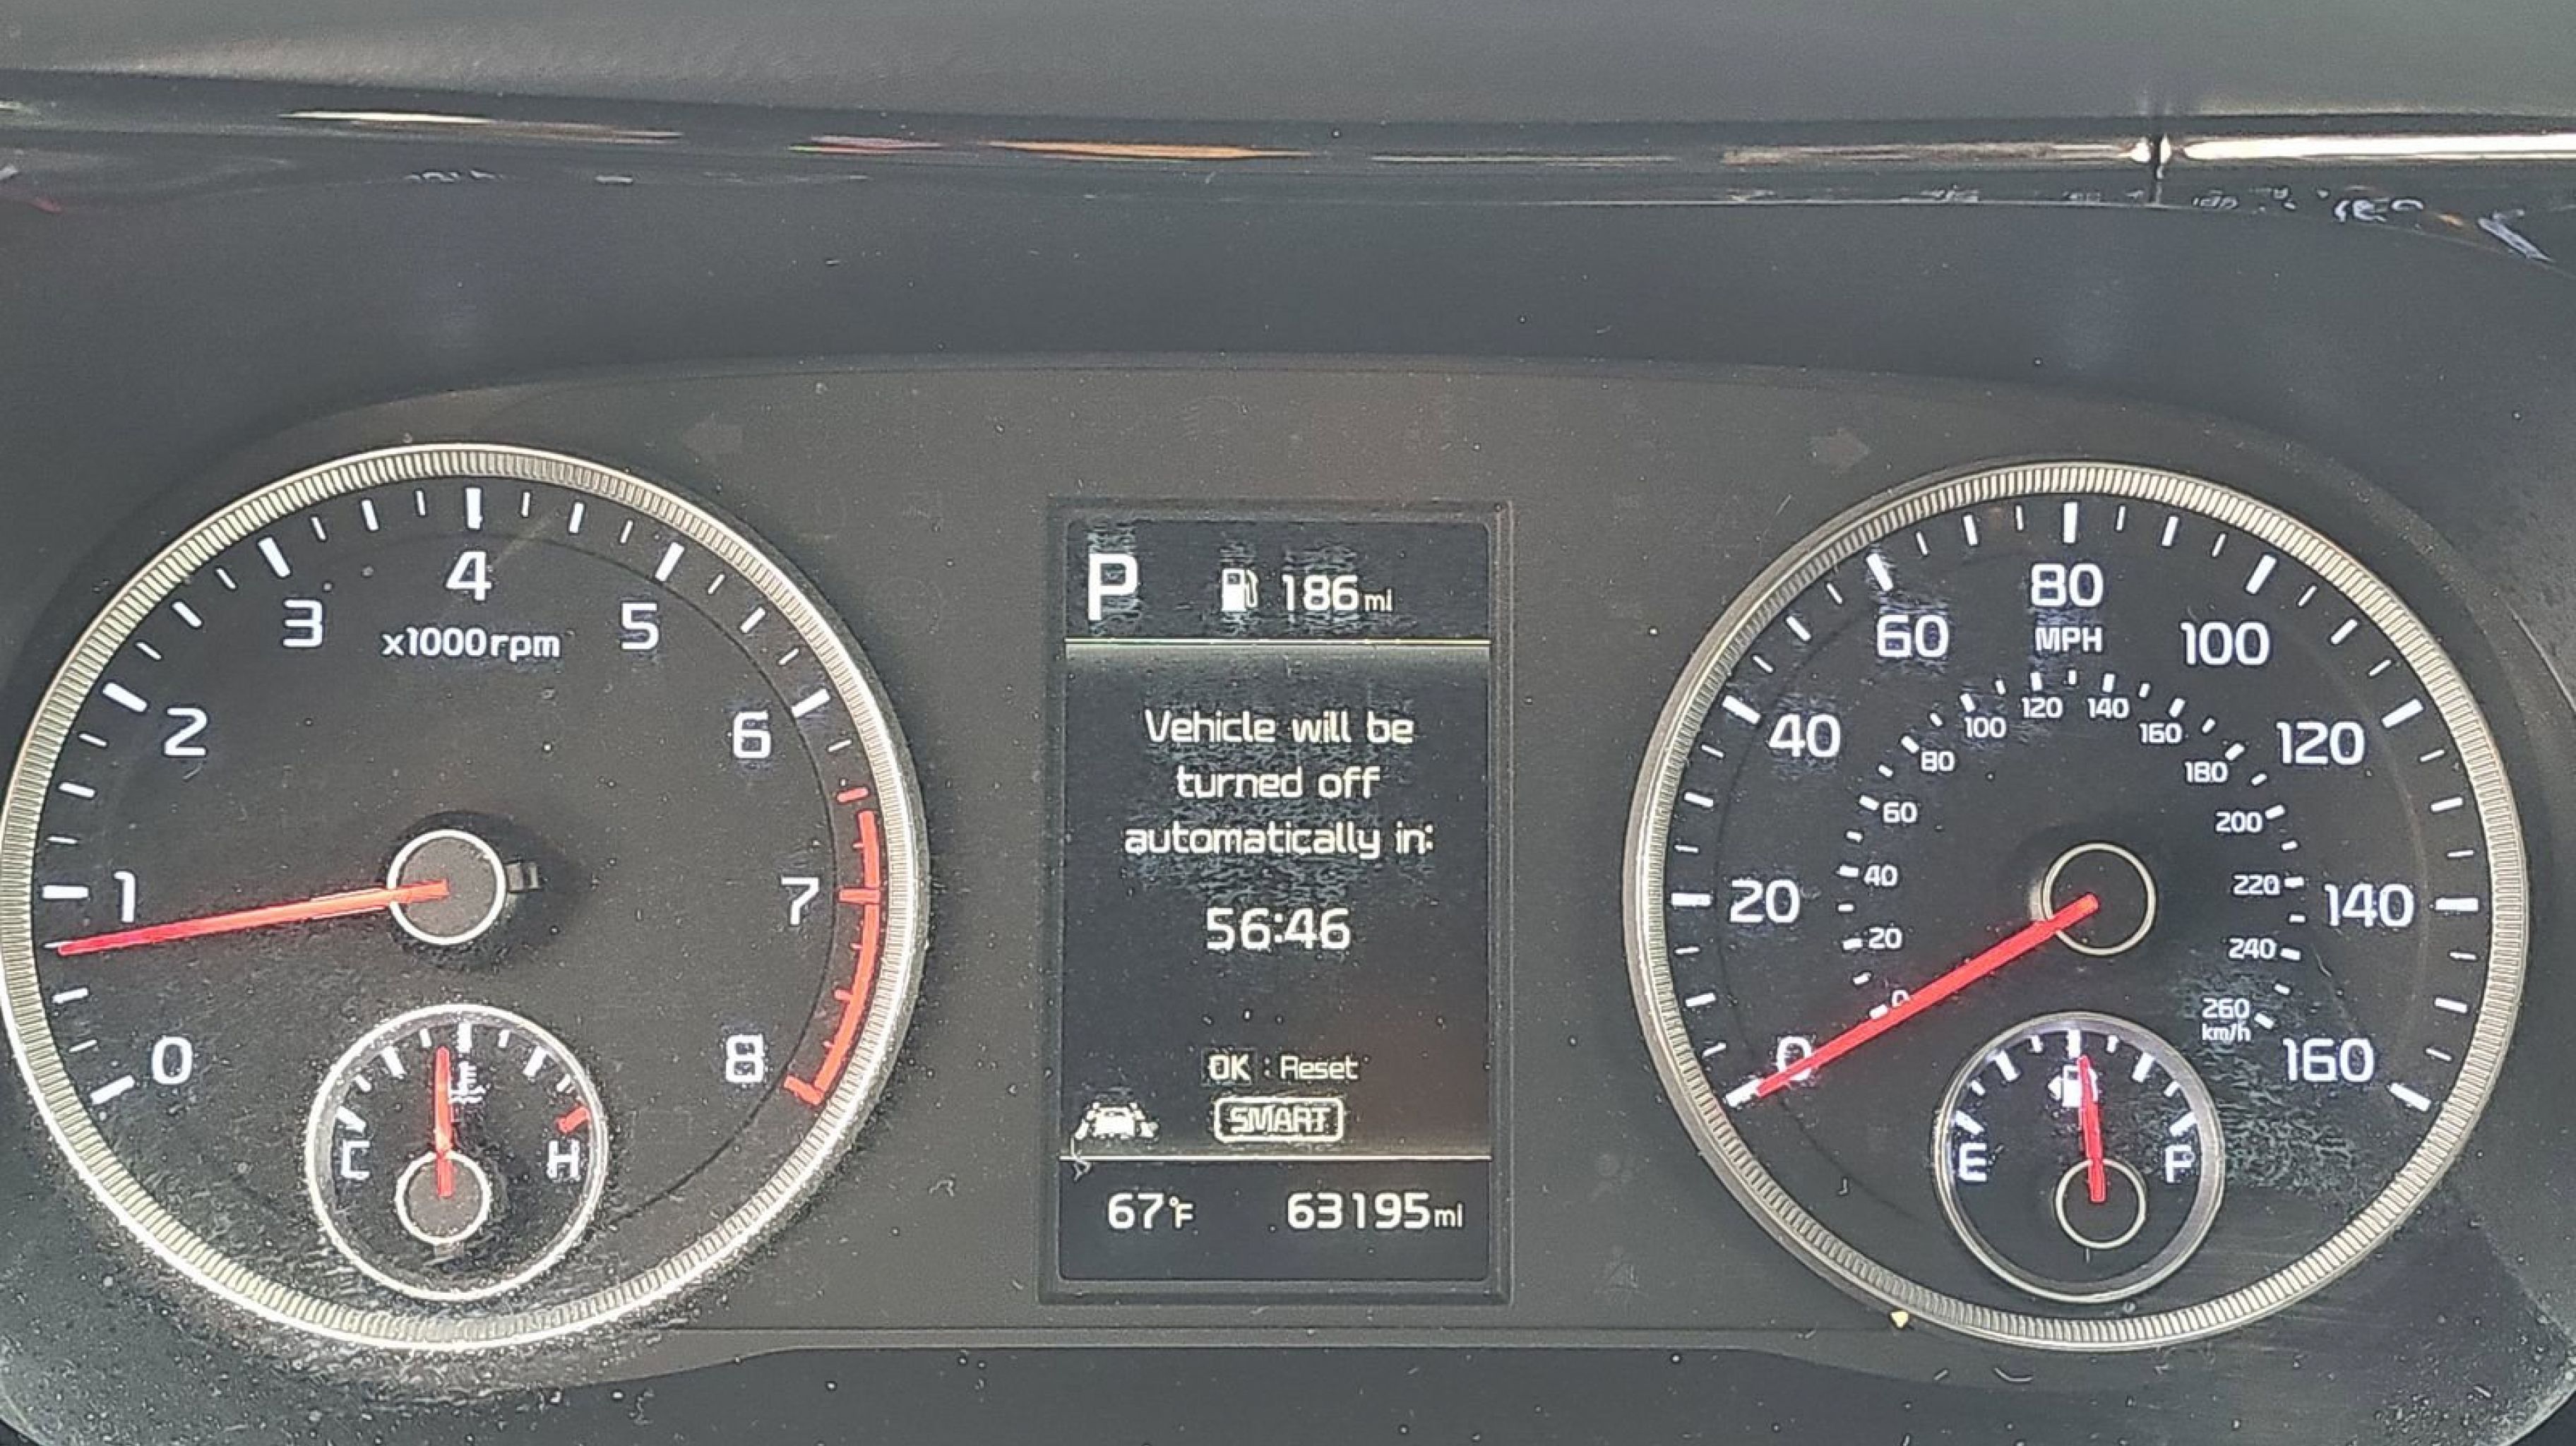 4
3
5
x1000rpm
2
6
1
7
0
8
C
H
P 186mi
Vehicle will be
turned off
automatically in:
56:46
OK : Reset
SMART
67°F 63195mi
80
60
MPH
100
40
120
20
140
0
160
120
140
100
160
80
180
60
200
40
220
20
240
0
260
km/h
E
F